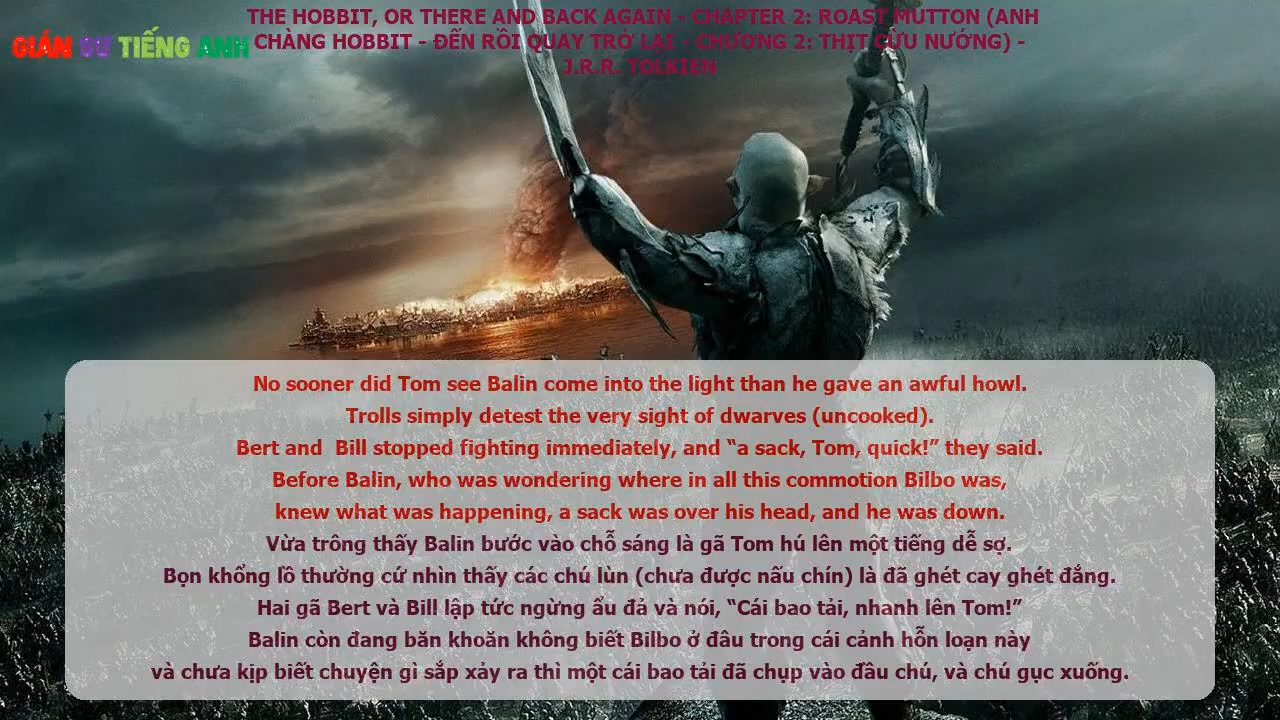 THE HOBBIT, OR THERE AND BACK AGAIN - CHAPTER 2: ROAST MUTTON (ANH
CHÀNG HOBBIT - ĐẾN RỒI QUAY TRỞ LẠI - CHƯƠNG 2: THỊT CỪU NƯỚNG) -
J.R.R. TOLKIEN
GIÁN SƯ TIẾNG ANH
No sooner did Tom see Balin come into the light than he gave an awful howl.
Trolls simply detest the very sight of dwarves (uncooked).
Bert and  Bill stopped fighting immediately, and “a sack, Tom, quick!” they said.
Before Balin, who was wondering where in all this commotion Bilbo was,
knew what was happening, a sack was over his head, and he was down.
Vừa trông thấy Balin bước vào chỗ sáng là gã Tom hú lên một tiếng dễ sợ.
Bọn khổng lồ thường cứ nhìn thấy các chú lùn (chưa được nấu chín) là đã ghét cay ghét đắng.
Hai gã Bert và Bill lập tức ngừng ẩu đả và nói, “Cái bao tải, nhanh lên Tom!”
Balin còn đang băn khoăn không biết Bilbo ở đâu trong cái cảnh hỗn loạn này
và chưa kịp biết chuyện gì sắp xảy ra thì một cái bao tải đã chụp vào đầu chú, và chú gục xuống.